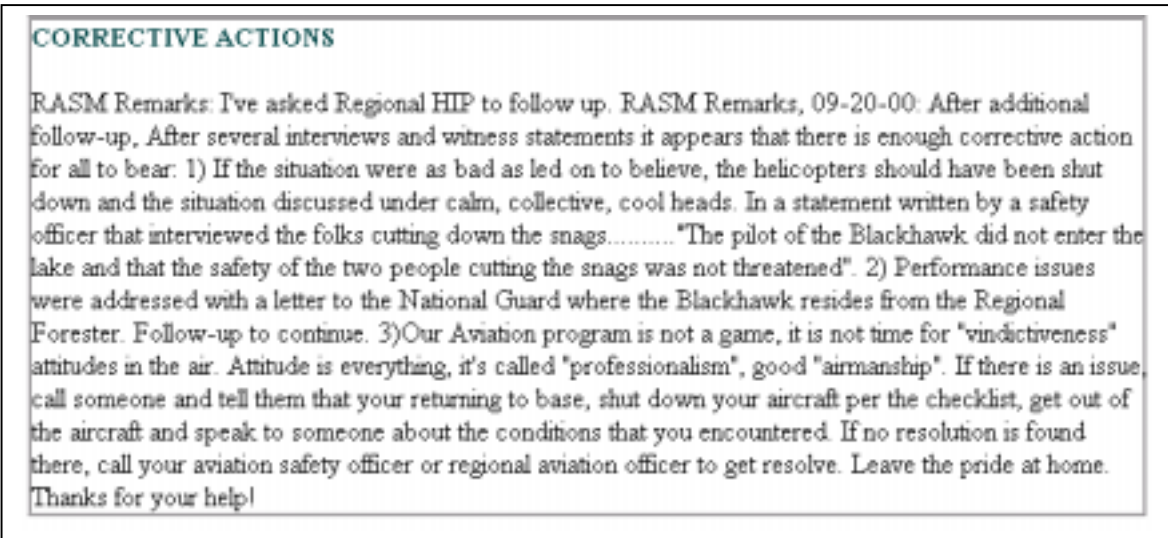 CORRECTIVE ACTIONS
RASM Remarks: I've asked Regional HIP to follow up. RASM Remarks, 09-20-00: After additional
follow-up, After several interviews and witness statements it appears that there is enough corrective action
for all to bear: 1) If the situation were as bad as led on to believe, the helicopters should have been shut
down and the situation discussed under calm, collective, cool heads. In a statement written by a safety
officer that interviewed the folks cutting down the snags..........."The pilot of the Blackhawk did not enter the
lake and that the safety of the two people cutting the snags was not threatened". 2) Performance issues
were addressed with a letter to the National Guard where the Blackhawk resides from the Regional
Forester. Follow-up to continue. 3)Our Aviation program is not a game, it is not time for "vindictiveness"
attitudes in the air. Attitude is everything, it's called "professionalism", good "airmanship". If there is an issue,
call someone and tell them that your returning to base, shut down your aircraft per the checklist, get out of
the aircraft and speak to someone about the conditions that you encountered. If no resolution is found
there, call your aviation safety officer or regional aviation officer to get resolve. Leave the pride at home.
Thanks for your help!